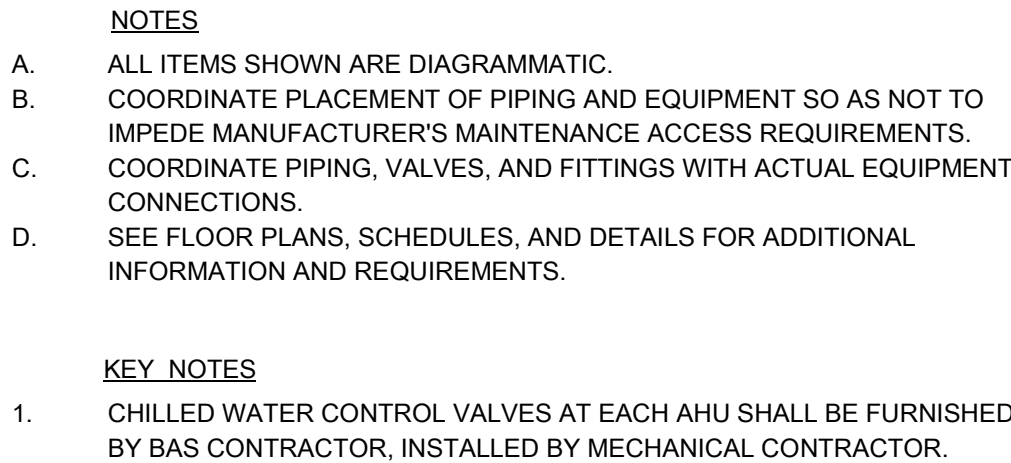 NOTES
A. ALL ITEMS SHOWN ARE DIAGRAMMATIC.
B. COORDINATE PLACEMENT OF PIPING AND EQUIPMENT SO AS NOT TO
IMPEDE MANUFACTURER'S MAINTENANCE ACCESS REQUIREMENTS.
C. COORDINATE PIPING, VALVES, AND FITTINGS WITH ACTUAL EQUIPMENT
CONNECTIONS.
D. SEE FLOOR PLANS, SCHEDULES, AND DETAILS FOR ADDITIONAL
INFORMATION AND REQUIREMENTS.
KEY NOTES
1. CHILLED WATER CONTROL VALVES AT EACH AHU SHALL BE FURNISHED
BY BAS CONTRACTOR, INSTALLED BY MECHANICAL CONTRACTOR.